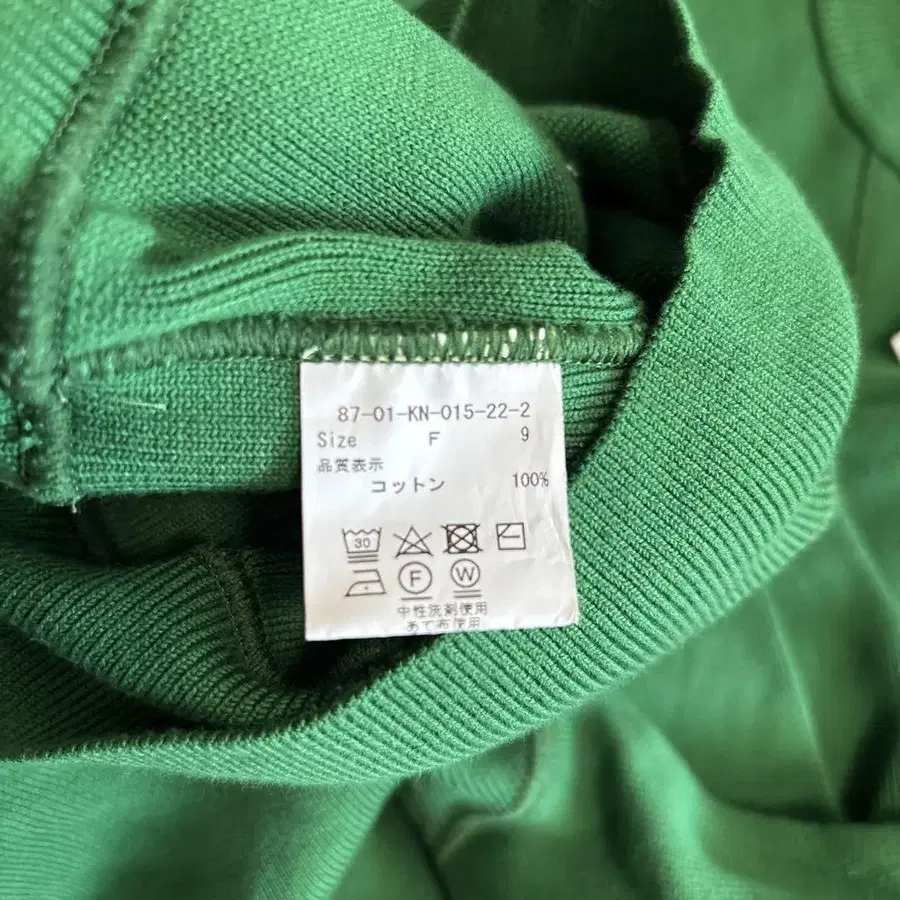 87-01-KN-015-22-2
Size F 9
品質表示
コットン 100%
30
F W
中性洗剤使用
あて布使用